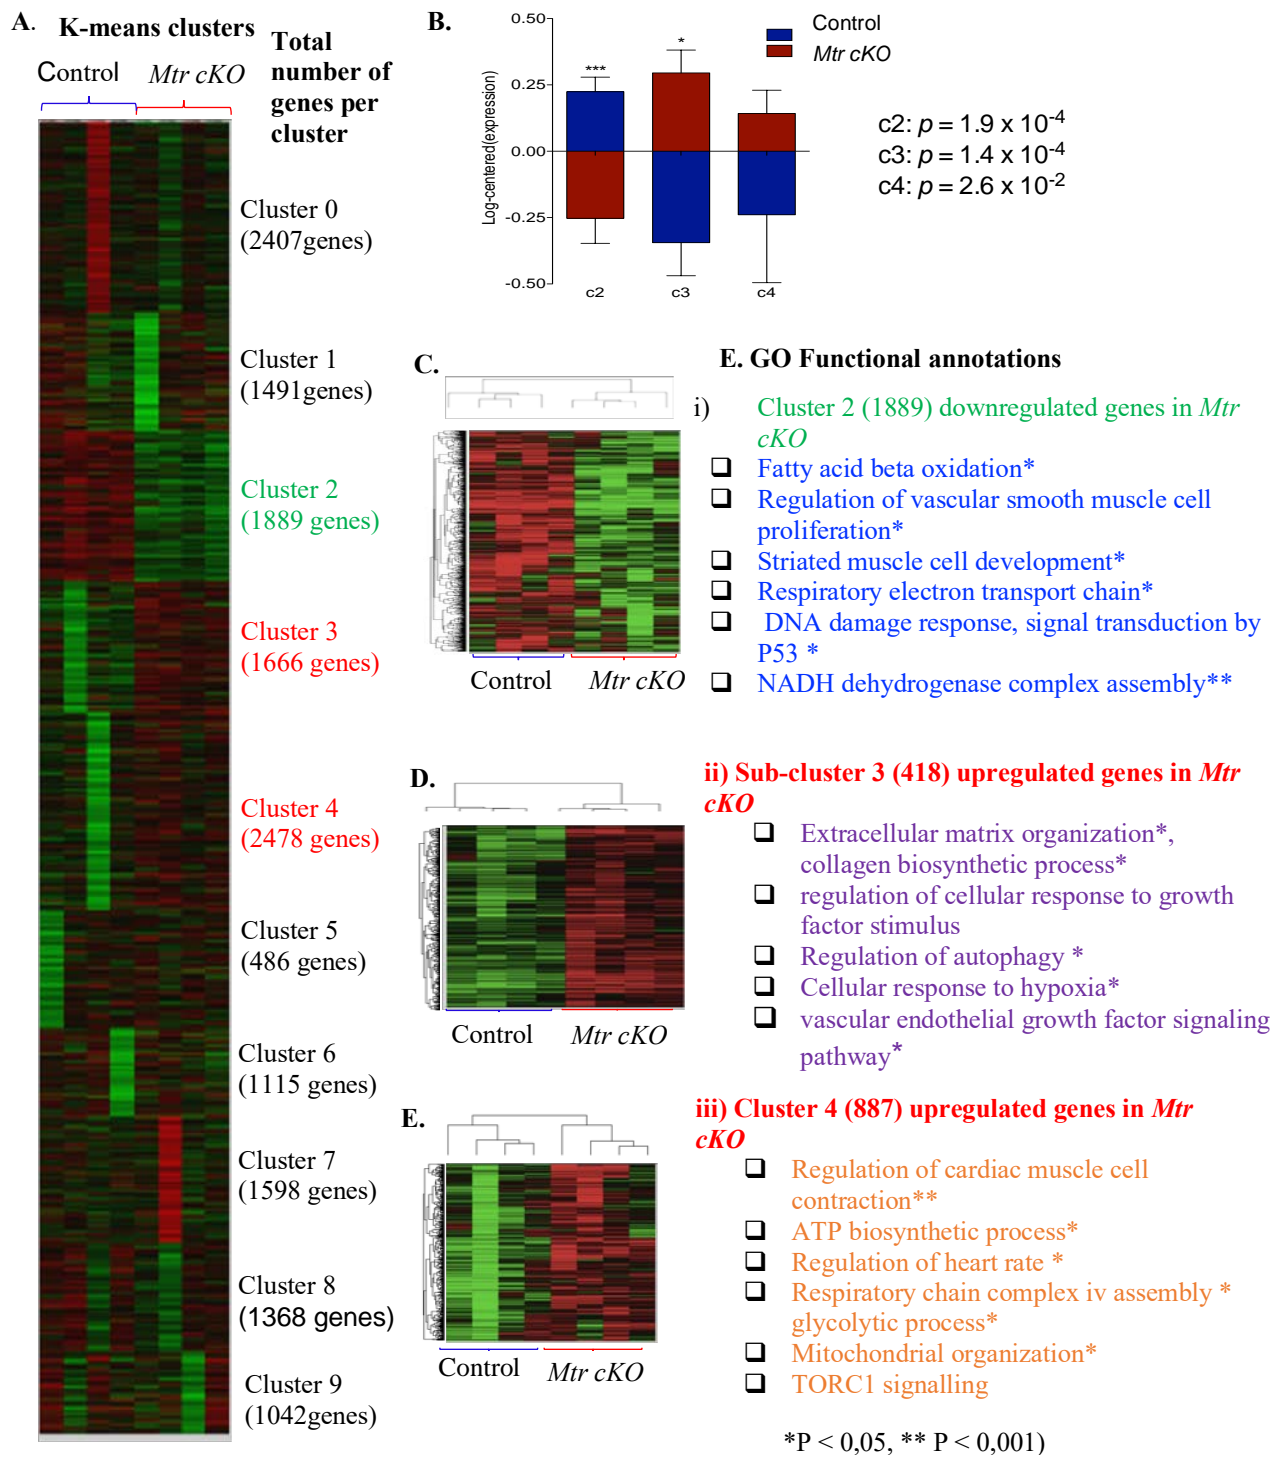 A.
K-means clusters
Total
number of
genes per
cluster
Control
Mtr cKO
Cluster 0
(2407genes)
Cluster 1
(1491genes)
Cluster 2
(1889 genes)
Cluster 3
(1666 genes)
Cluster 4
(2478 genes)
Cluster 5
(486 genes)
Cluster 6
(1115 genes)
Cluster 7
(1598 genes)
Cluster 8
(1368 genes)
Cluster 9
(1042genes)
B.
Log-centered(expression)
0.50
0.25
0.00
-0.25
-0.50
***
*
c2
c3
c4
Control
Mtr cKO
c2: p = 1.9 x 10-4
c3: p = 1.4 x 10-4
c4: p = 2.6 x 10-2
C.
Control
Mtr cKO
D.
Control
Mtr cKO
E.
Control
Mtr cKO
E. GO Functional annotations
i) Cluster 2 (1889) downregulated genes in Mtr
cKO
Fatty acid beta oxidation*
Regulation of vascular smooth muscle cell
proliferation*
Striated muscle cell development*
Respiratory electron transport chain*
DNA damage response, signal transduction by
P53 *
NADH dehydrogenase complex assembly**
ii) Sub-cluster 3 (418) upregulated genes in Mtr
cKO
Extracellular matrix organization*,
collagen biosynthetic process*
regulation of cellular response to growth
factor stimulus
Regulation of autophagy *
Cellular response to hypoxia*
vascular endothelial growth factor signaling
pathway*
iii) Cluster 4 (887) upregulated genes in Mtr
cKO
Regulation of cardiac muscle cell
contraction**
ATP biosynthetic process*
Regulation of heart rate *
Respiratory chain complex iv assembly *
glycolytic process*
Mitochondrial organization*
TORC1 signalling
*P < 0,05, ** P < 0,001)